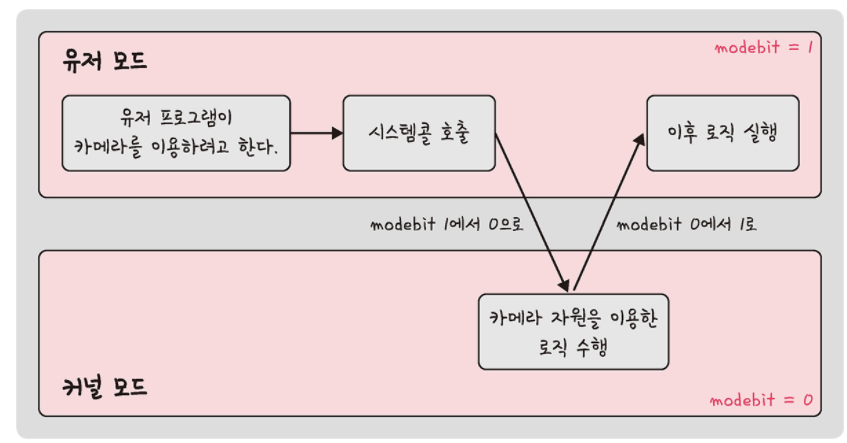 유저 모드
modebit = 1
유저 프로그램이
카메라를 이용하려고 한다.
시스템콜 호출
이후 로직 실행
modebit 1에서 0으로
modebit 0에서 1로
카메라 자원을 이용한
로직 수행
커널 모드
modebit = 0